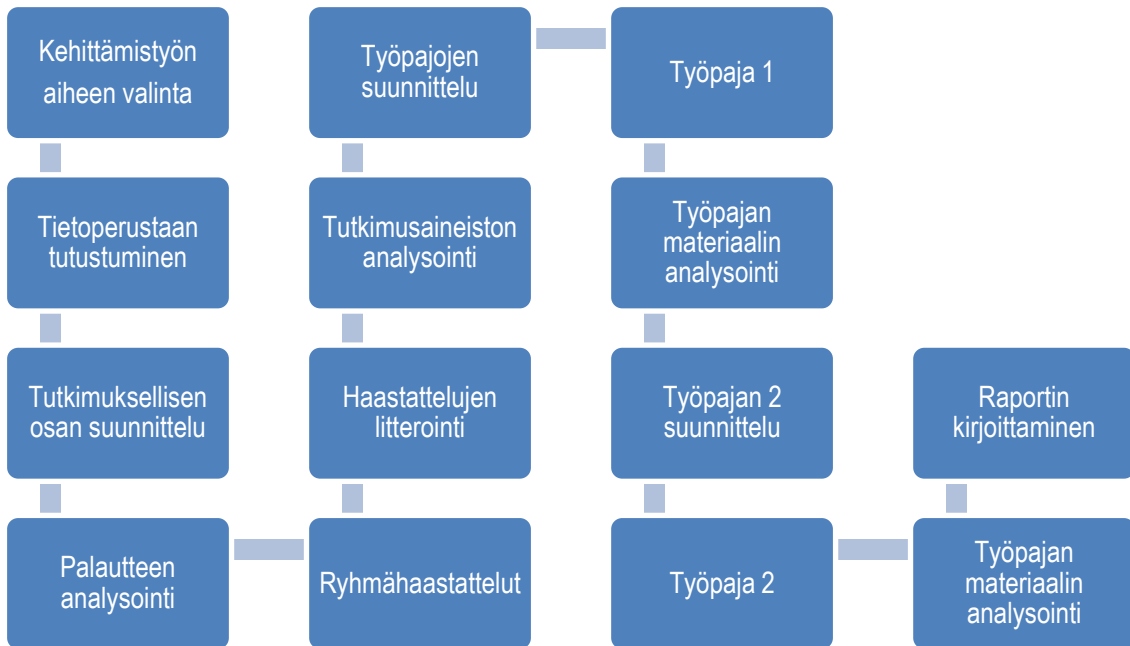 Kehittämistyön
aiheen valinta
Tietoperustaan
tutustuminen
Tutkimuksellisen
osan suunnittelu
Palautteen
analysointi
Ryhmähaastattelut
Haastattelujen
litterointi
Tutkimusaineiston
analysointi
Työpajojen
suunnittelu
Työpaja 1
Työpajan
materiaalin
analysointi
Työpajan 2
suunnittelu
Työpaja 2
Työpajan
materiaalin
analysointi
Raportin
kirjoittaminen